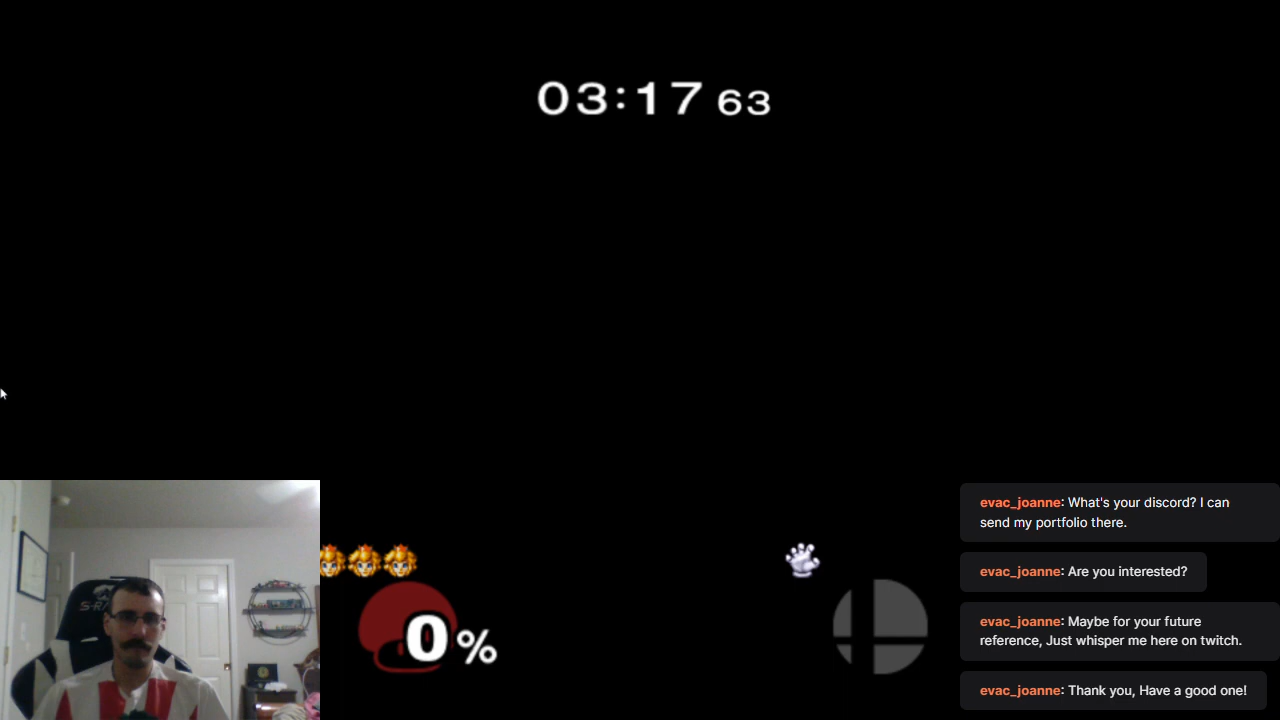 03:17 63
0%
evac_joanne: What's your discord? I can
send my portfolio there.
evac_joanne: Are you interested?
evac_joanne: Maybe for your future
reference, Just whisper me here on twitch.
evac_joanne: Thank you, Have a good one!